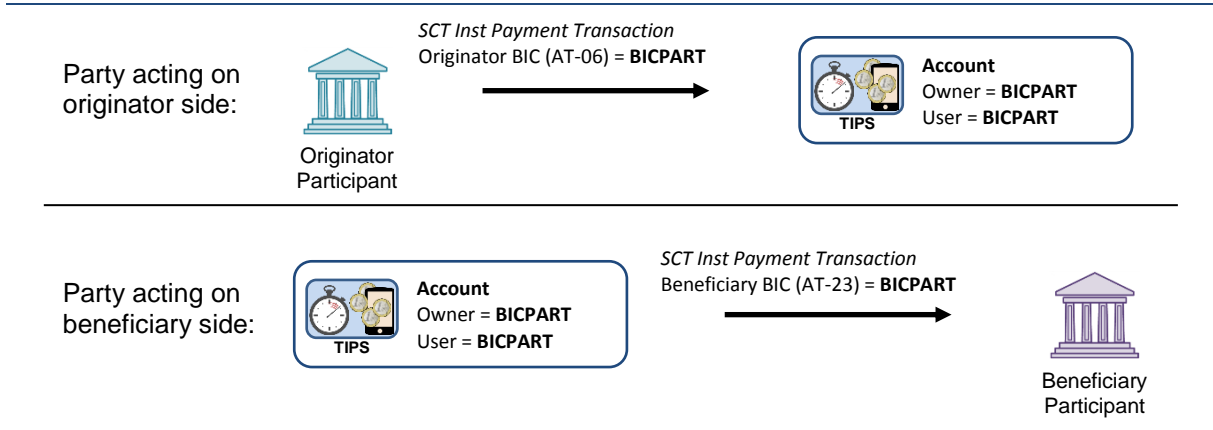 SCT Inst Payment Transaction
Originator BIC (AT-06) = BICPART
Party acting on
originator side:
Originator
Participant
TIPS
Account
Owner = BICPART
User = BICPART
Party acting on
beneficiary side:
TIPS
Account
Owner = BICPART
User = BICPART
SCT Inst Payment Transaction
Beneficiary BIC (AT-23) = BICPART
Beneficiary
Participant